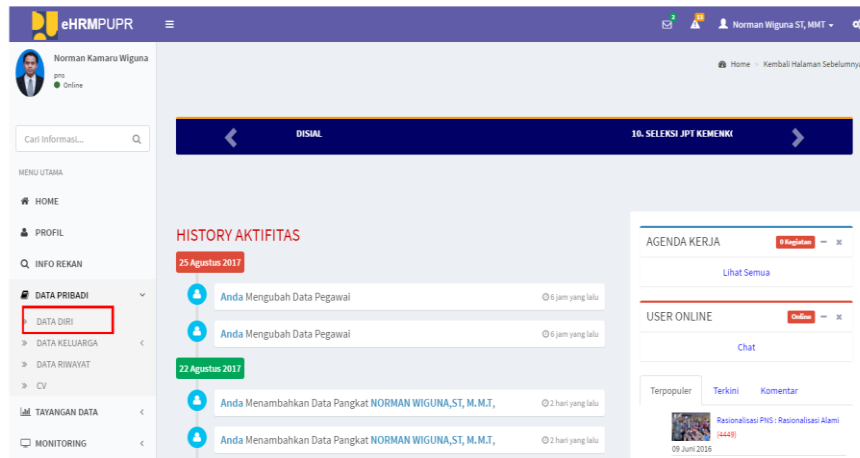 eHRMPUPR
2
33
Norman Wiguna ST, MMT
Norman Kamaru Wiguna
pns
Online
Home > Kembali Halaman Sebelumnya
Cari Informasi...
DISIAL
10. SELEKSI JPT KEMENK
MENU UTAMA
HOME
PROFIL
INFO REKAN
DATA PRIBADI
» DATA DIRI
» DATA KELUARGA
» DATA RIWAYAT
» CV
TAYANGAN DATA
MONITORING
HISTORY AKTIFITAS
25 Agustus 2017
Anda Mengubah Data Pegawai
6 jam yang lalu
Anda Mengubah Data Pegawai
6 jam yang lalu
22 Agustus 2017
Anda Menambahkan Data Pangkat NORMAN WIGUNA,ST, M.M.T,
2 hari yang lalu
Anda Menambahkan Data Pangkat NORMAN WIGUNA,ST, M.M.T,
2 hari yang lalu
AGENDA KERJA
0 Kegiatan
Lihat Semua
USER ONLINE
Online
Chat
Terpopuler Terkini Komentar
Rasionalisasi PNS : Rasionalisasi Alami
(4449)
09 Juni 2016